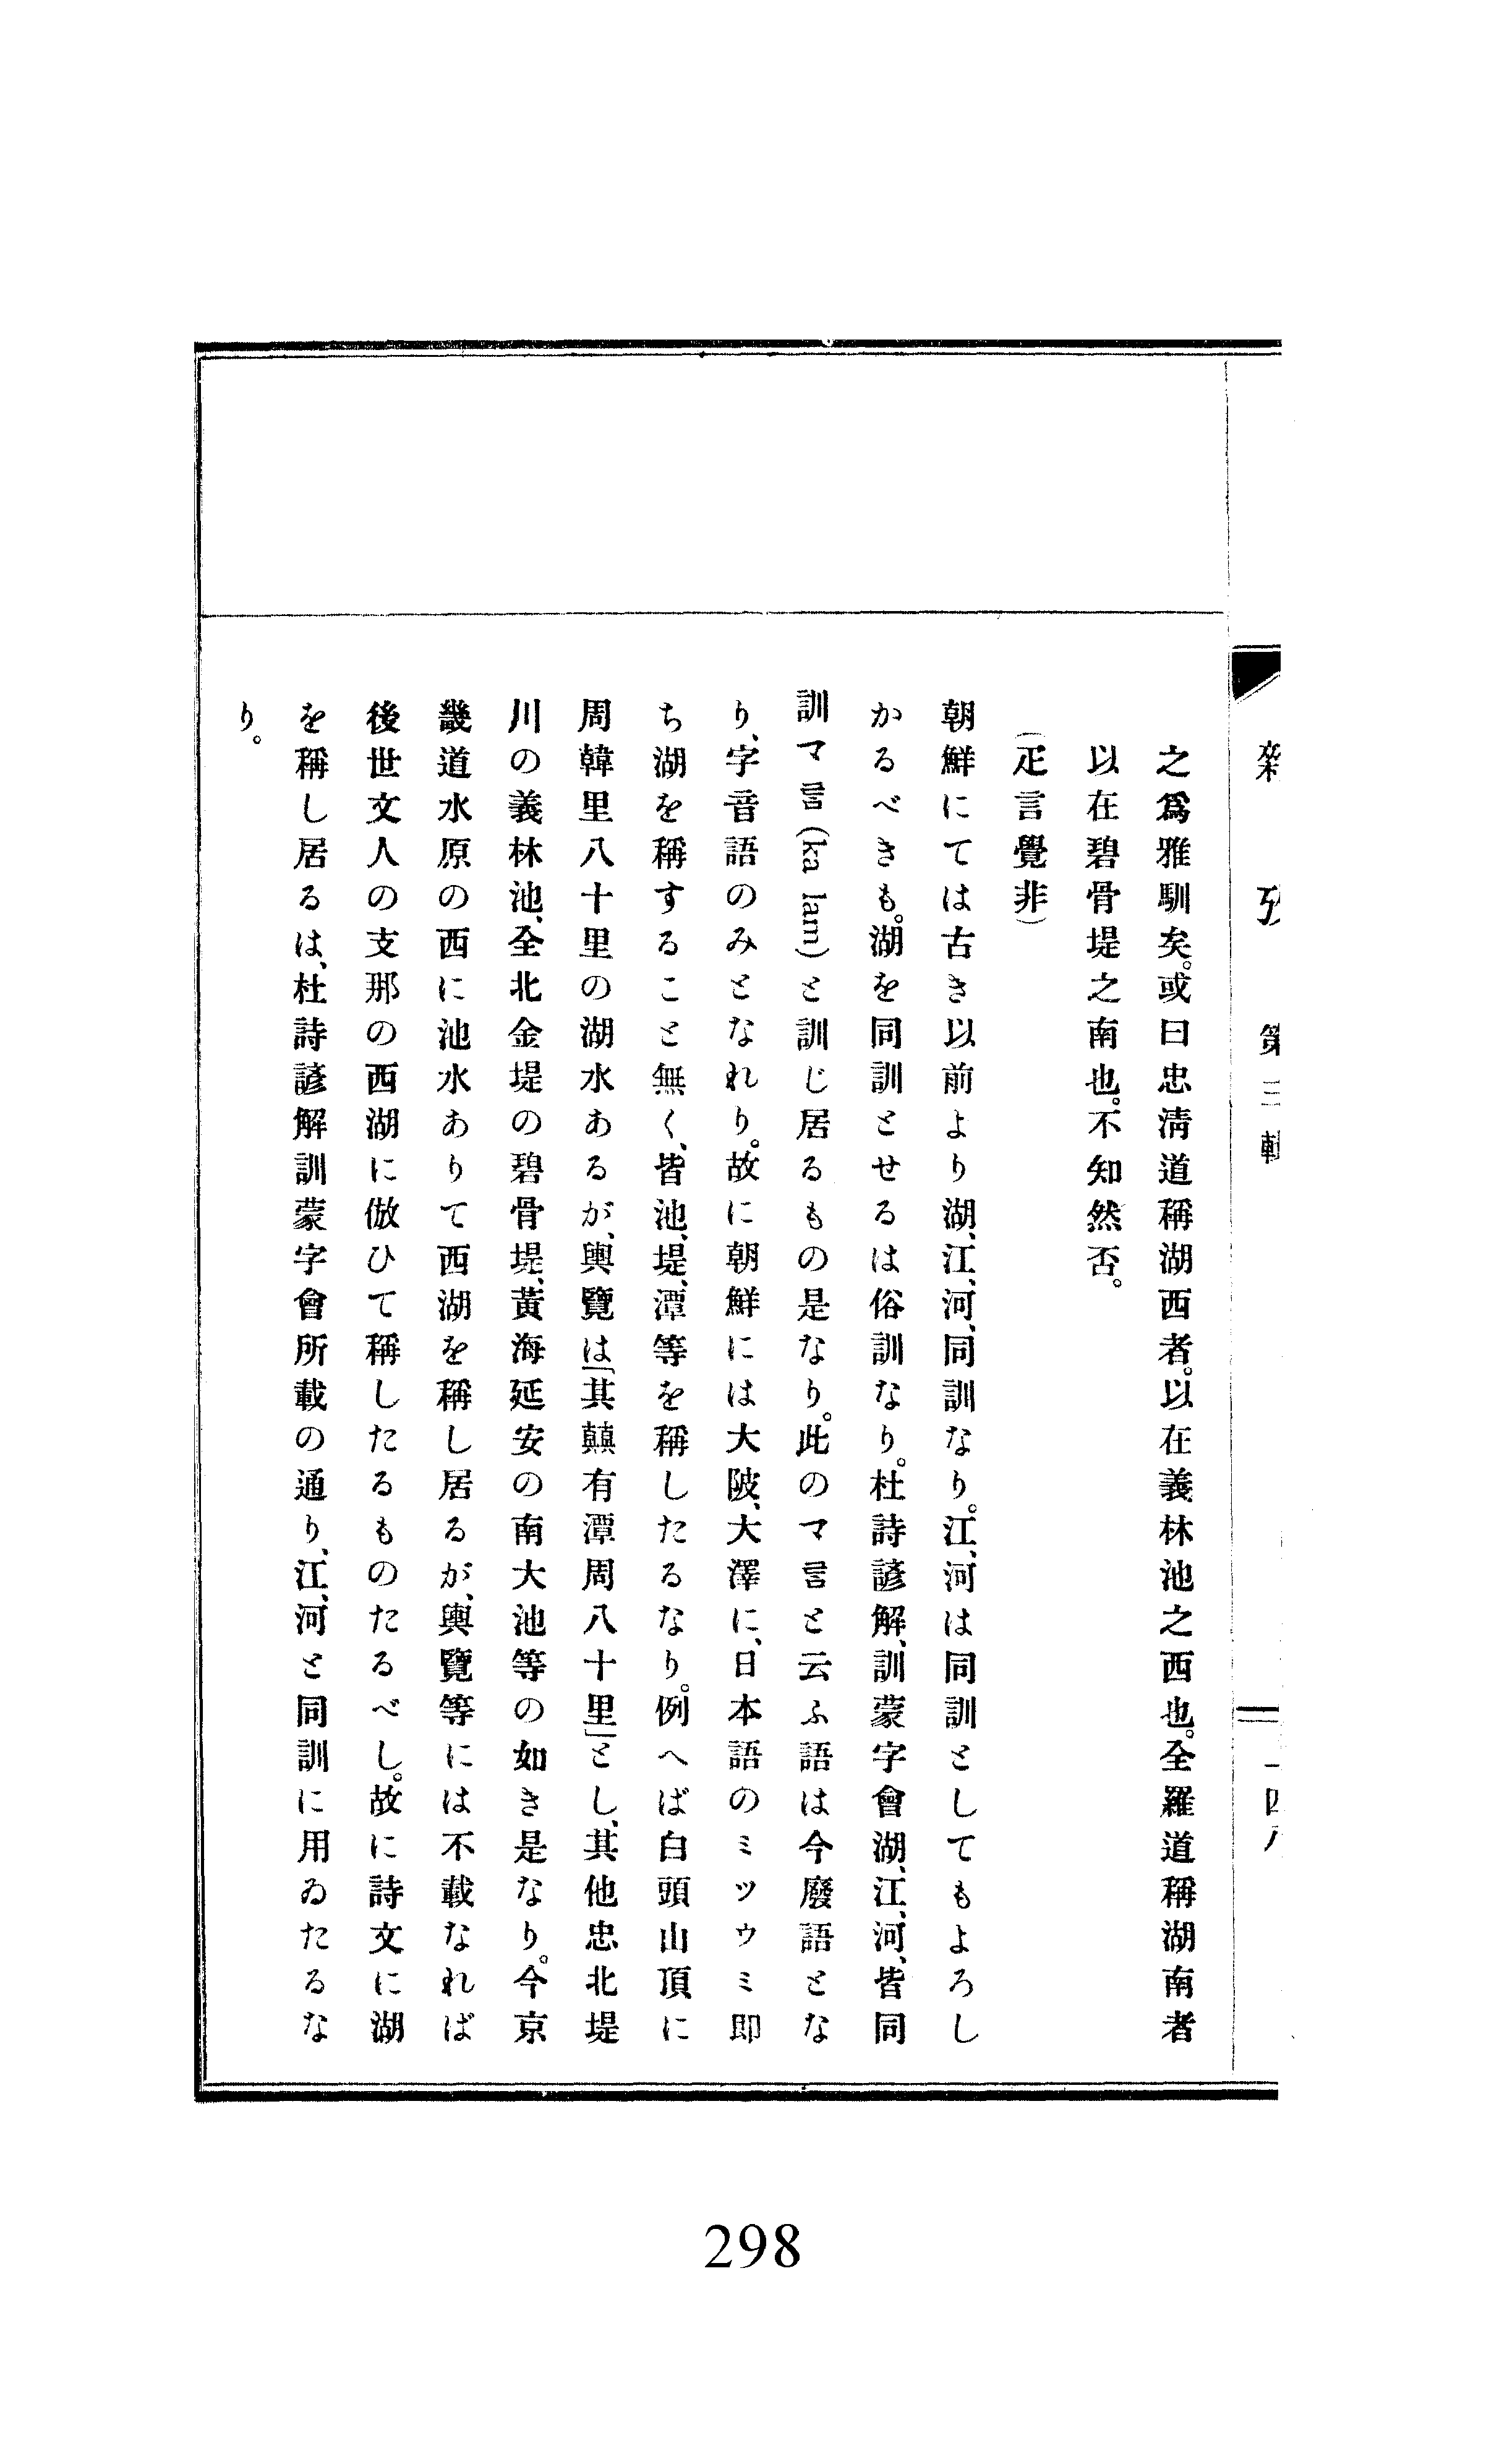 雜攷 第三輯 一四八
之爲雅馴矣。或曰忠淸道稱湖西者。以在義林池之西也。全羅道稱湖南者
以在碧骨堤之南也。不知然否。
(疋言覺非)
朝鮮にては古き以前より湖、江、河、同訓なり。江、河は同訓としてもよろし
かるべきも。湖を同訓とせるは俗訓なり。杜詩諺解、訓蒙字會湖、江、河、皆同
訓ᄀᆞᄅᆞᆷ(ka lam)と訓じ居るもの是なり。此のᄀᆞᄅᆞᆷと云ふ語は今廢語とな
り、字音語のみとなれり。故に朝鮮には大陂、大澤に、日本語のミツウミ即
ち湖を稱すること無く、皆池、堤、潭等を稱したるなり。例へば白頭山頂に
周韓里八十里の湖水あるが、輿覽は「其顚有潭周八十里」とし、其他忠北堤
川の義林池、全北金堤の碧骨堤、黃海延安の南大池等の如き是なり。今京
畿道水原の西に池水ありて西湖を稱し居るが、輿覽等には不載なれば
後世文人の支那の西湖に倣ひて稱したるものたるべし。故に詩文に湖
を稱し居るは、杜詩諺解訓蒙字會所載の通り、江、河と同訓に用ゐたるな
り。
298